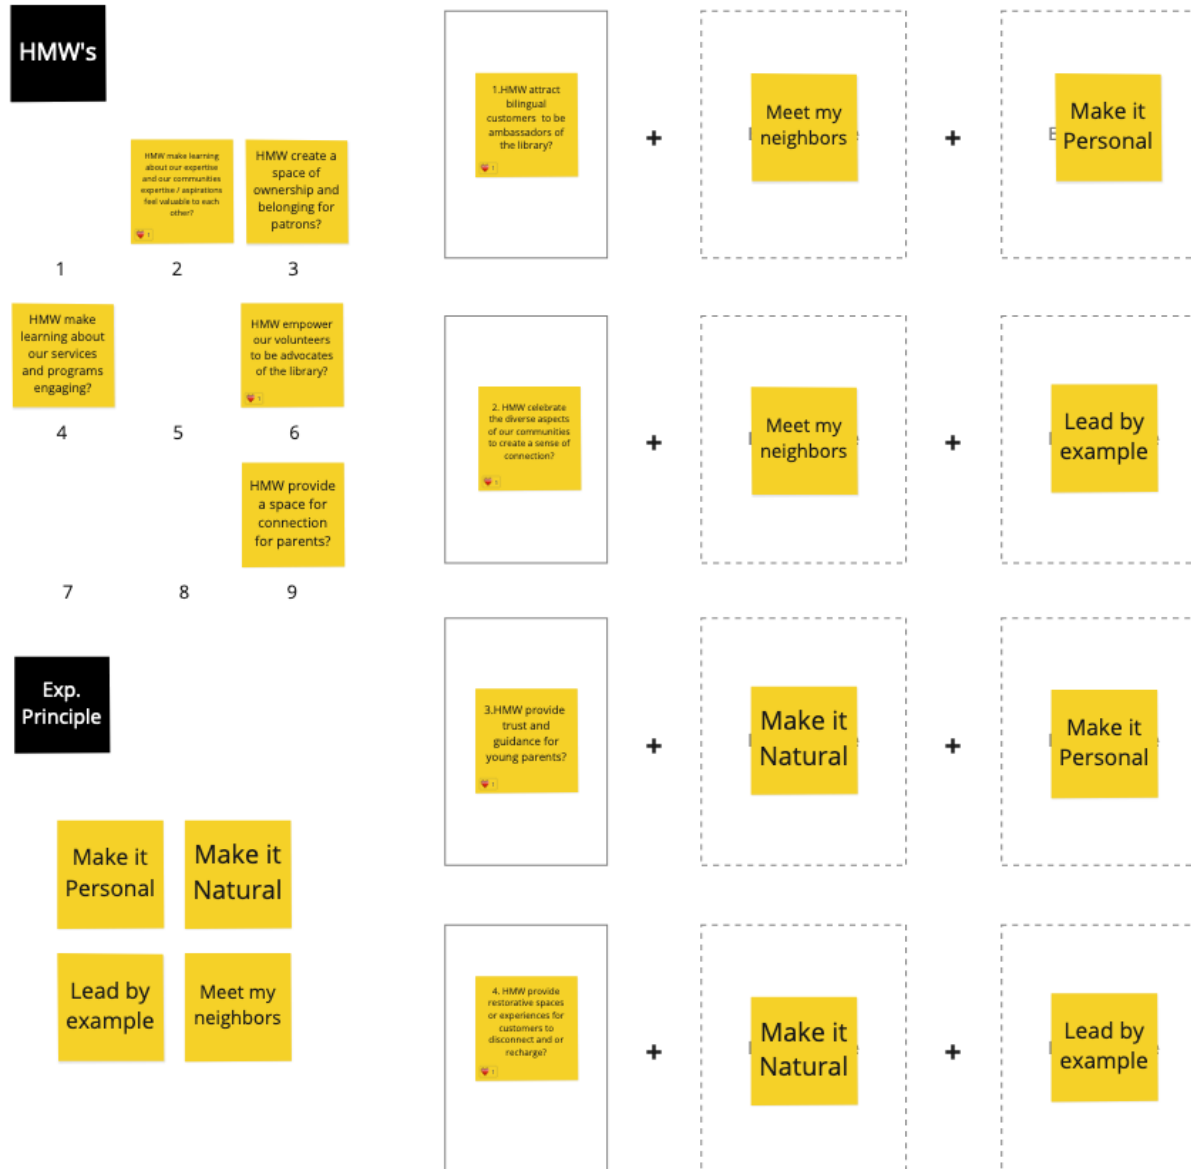 HMW's
HMW make learning
about our expertise
and our communities
expertise / aspirations
feel valuable to each
other?
1
HMW create a
space of
ownership and
belonging for
patrons?
1
2
3
HMW make
learning about
our services
and programs
engaging?
HMW empower
our volunteers
to be advocates
of the library?
1
4
5
6
HMW provide
a space for
connection
for parents?
7
8
9
Exp.
Principle
Make it
Personal
Make it
Natural
Lead by
example
Meet my
neighbors
1.HMW attract
bilingual
customers to be
ambassadors of
the library?
1
+
Meet my
neighbors
+
Make it
Personal
2. HMW celebrate
the diverse aspects
of our communities
to create a sense of
connection?
1
+
Meet my
neighbors
+
Lead by
example
3.HMW provide
trust and
guidance for
young parents?
1
+
Make it
Natural
+
Make it
Personal
4. HMW provide
restorative spaces
or experiences for
customers to
disconnect and or
recharge?
1
+
Make it
Natural
+
Lead by
example